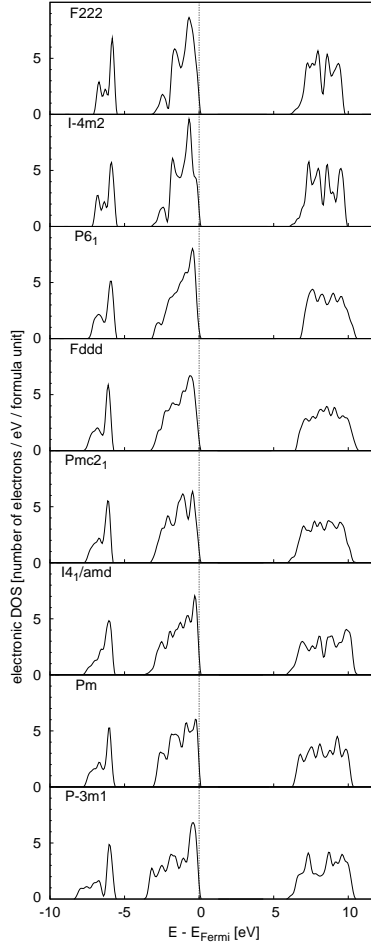 F222
5
0
I-4m2
5
0
P6₁
5
0
Fddd
5
0
Pmc2₁
5
0
I4₁/amd
5
0
Pm
5
0
P-3m1
5
0
-10 -5 0 5 10
E - E_Fermi [eV]
electronic DOS [number of electrons / eV / formula unit]